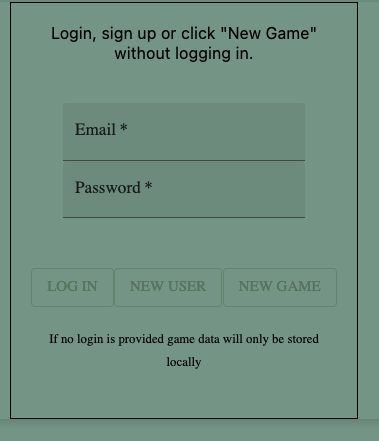 Login, sign up or click "New Game"
without logging in.
Email *
Password *
LOG IN
NEW USER
NEW GAME
If no login is provided game data will only be stored
locally